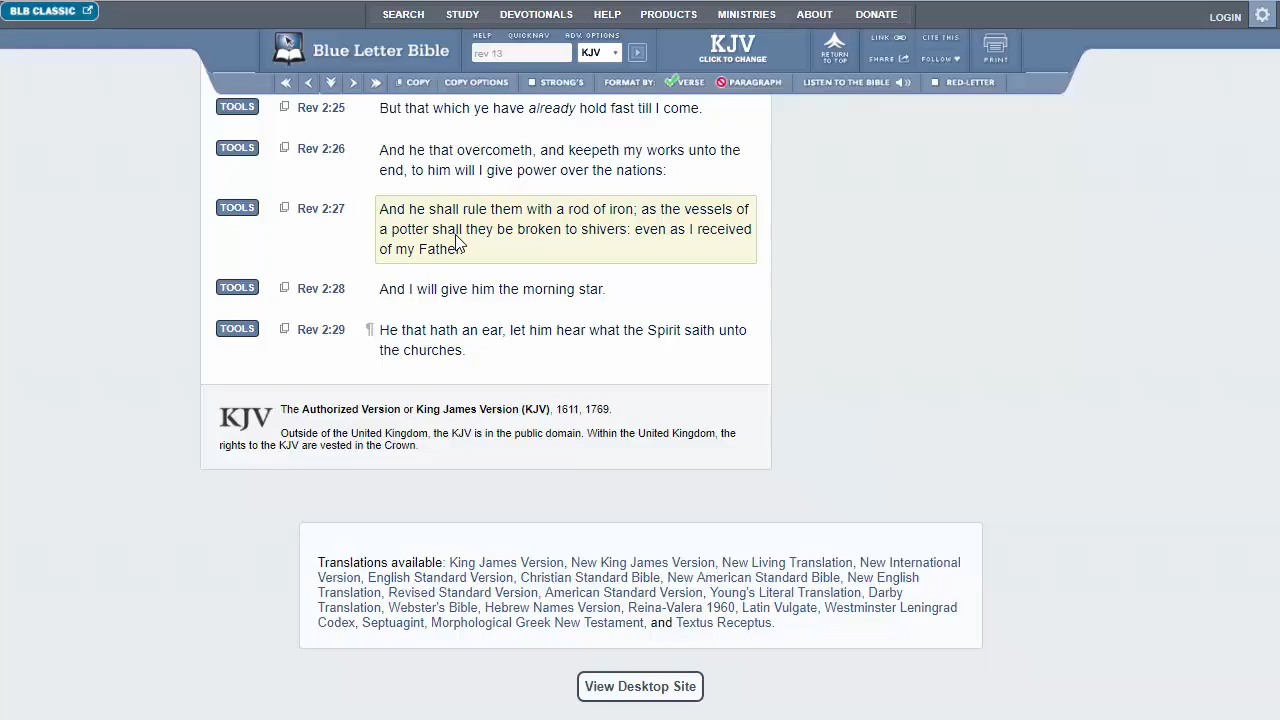 BLB CLASSIC
SEARCH STUDY DEVOTIONALS HELP PRODUCTS MINISTRIES ABOUT DONATE
LOGIN
Blue Letter Bible
HELP QUICKNAV ADV. OPTIONS
rev 13 KJV
KJV
CLICK TO CHANGE
RETURN
TO TOP
LINK CITE THIS
SHARE FOLLOW
PRINT
COPY COPY OPTIONS STRONG'S FORMAT BY: VERSE PARAGRAPH LISTEN TO THE BIBLE RED-LETTER
TOOLS Rev 2:25 But that which ye have already hold fast till I come.
TOOLS Rev 2:26 And he that overcometh, and keepeth my works unto the
end, to him will I give power over the nations:
TOOLS Rev 2:27 And he shall rule them with a rod of iron; as the vessels of
a potter shall they be broken to shivers: even as I received
of my Father.
TOOLS Rev 2:28 And I will give him the morning star.
TOOLS Rev 2:29 ¶ He that hath an ear, let him hear what the Spirit saith unto
the churches.
KJV The Authorized Version or King James Version (KJV), 1611, 1769.
Outside of the United Kingdom, the KJV is in the public domain. Within the United Kingdom, the
rights to the KJV are vested in the Crown.
Translations available: King James Version, New King James Version, New Living Translation, New International
Version, English Standard Version, Christian Standard Bible, New American Standard Bible, New English
Translation, Revised Standard Version, American Standard Version, Young's Literal Translation, Darby
Translation, Webster's Bible, Hebrew Names Version, Reina-Valera 1960, Latin Vulgate, Westminster Leningrad
Codex, Septuagint, Morphological Greek New Testament, and Textus Receptus.
View Desktop Site